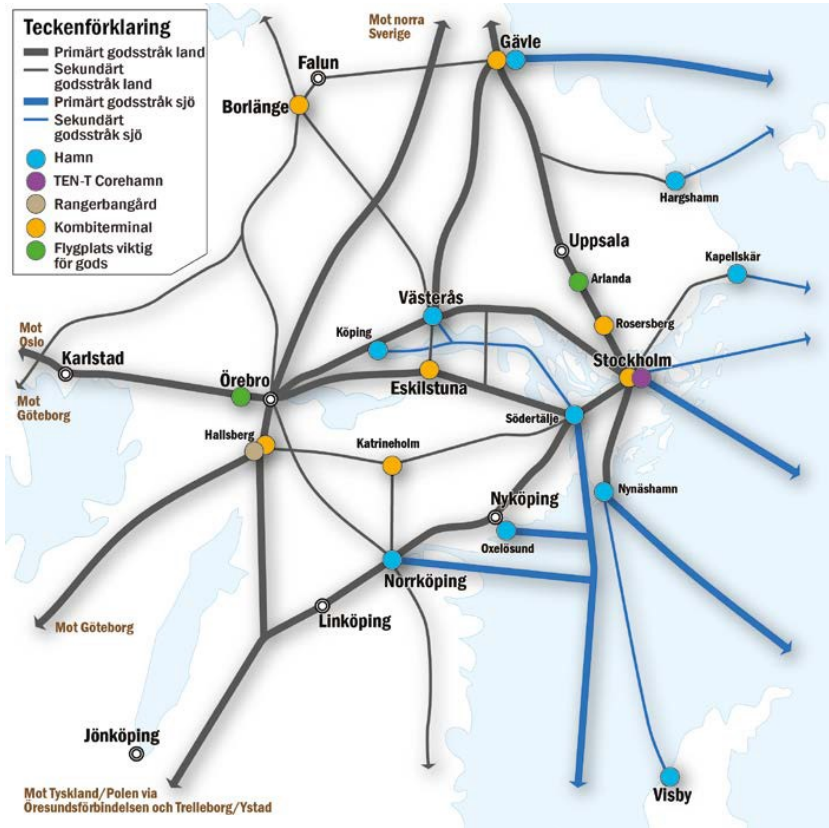 Teckenförklaring
Primärt godsstråk land
Sekundärt
godsstråk land
Primärt godsstråk sjö
Sekundärt
godsstråk sjö
Hamn
TEN-T Corehamn
Rangerbangård
Kombiterminal
Flygplats viktig
för gods
Mot norra
Sverige
Gävle
Falun
Borlänge
Hargshamn
Uppsala
Kapellskär
Arlanda
Västerås
Rosersberg
Köping
Mot
Oslo
Karlstad
Stockholm
Örebro
Eskilstuna
Mot
Göteborg
Södertälje
Hallsberg
Katrineholm
Nyköping
Nynäshamn
Oxelösund
Norrköping
Linköping
Mot Göteborg
Jönköping
Mot Tyskland/Polen via
Öresundsförbindelsen och Trelleborg/Ystad
Visby